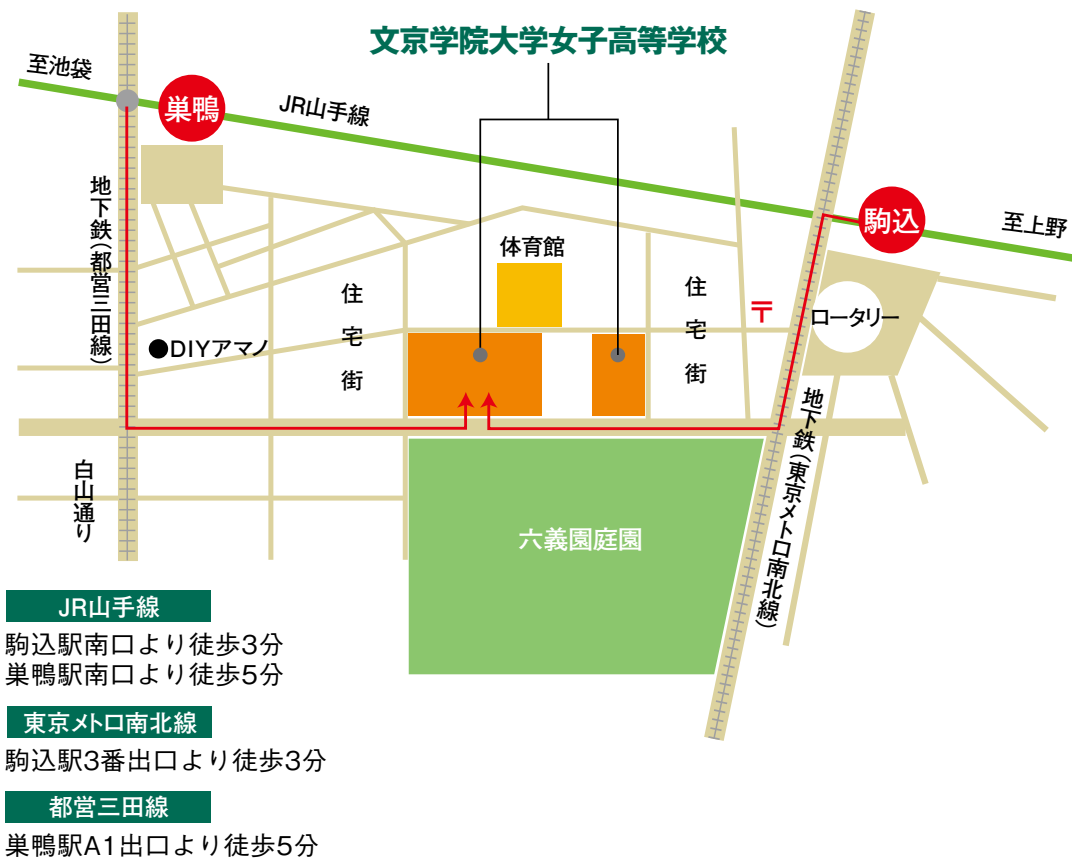 文京学院大学女子高等学校
至池袋
巣鴨
JR山手線
駒込
至上野
地下鉄(都営三田線)
体育館
住宅街
住宅街
〒
ロータリー
●DIYアマノ
地下鉄(東京メトロ南北線)
白山通り
六義園庭園
JR山手線
駒込駅南口より徒歩3分
巣鴨駅南口より徒歩5分
東京メトロ南北線
駒込駅3番出口より徒歩3分
都営三田線
巣鴨駅A1出口より徒歩5分